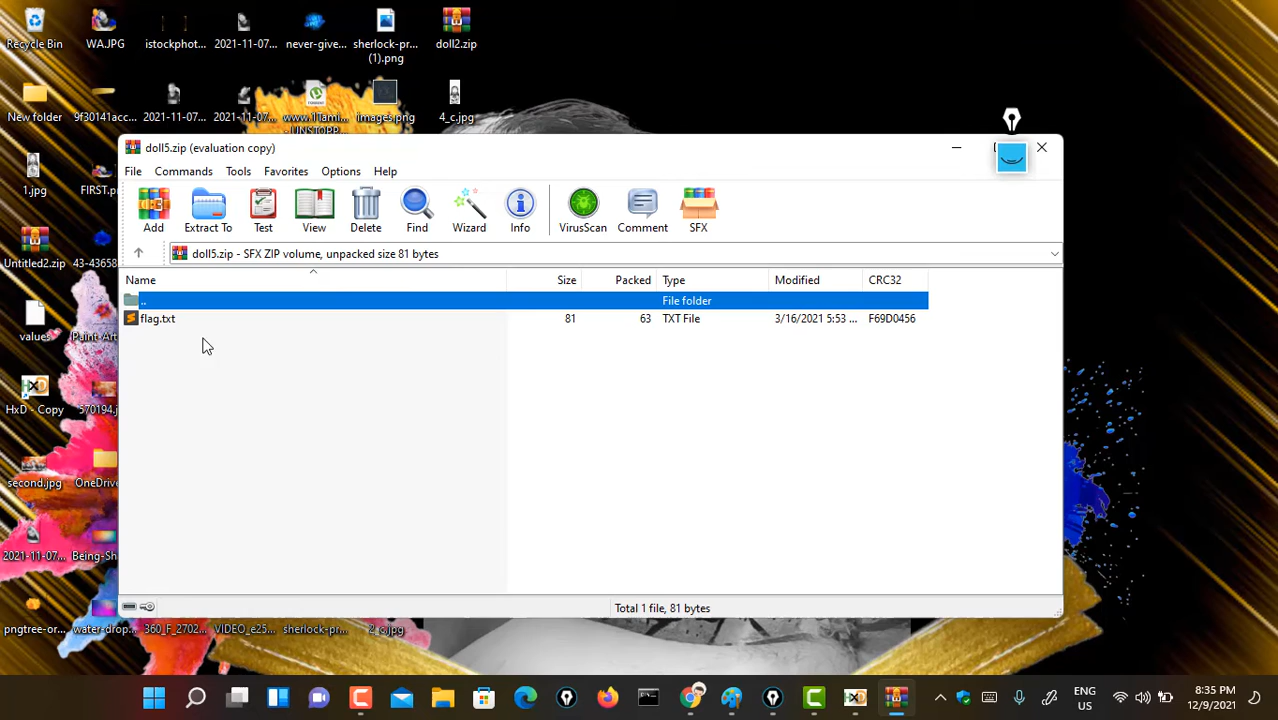 Recycle Bin
WA.JPG
istockphot...
2021-11-07...
never-give...
sherlock-pr...
(1).png
doll2.zip
New folder
9f30141acc...
2021-11-07...
2021-11-07...
www.1Tami...
- UNSTOPP...
images.png
4_c.jpg
doll5.zip (evaluation copy)
File Commands Tools Favorites Options Help
Add
Extract To
Test
View
Delete
Find
Wizard
Info
VirusScan
Comment
SFX
doll5.zip - SFX ZIP volume, unpacked size 81 bytes
Name Size Packed Type Modified CRC32
.. File folder
flag.txt 81 63 TXT File 3/16/2021 5:53 ... F69D0456
Total 1 file, 81 bytes
1.jpg
FIRST.p
Untitled2.zip
43-43658
values
Paint-Art
HxD - Copy
570194.j
second.jpg
OneDriv
2021-11-07...
Being-Sh
pngtree-or...
water-drop...
360_F_2702...
VIDEO_e25...
sherlock-pr...
2_c.jpg
ENG
US
8:35 PM
12/9/2021